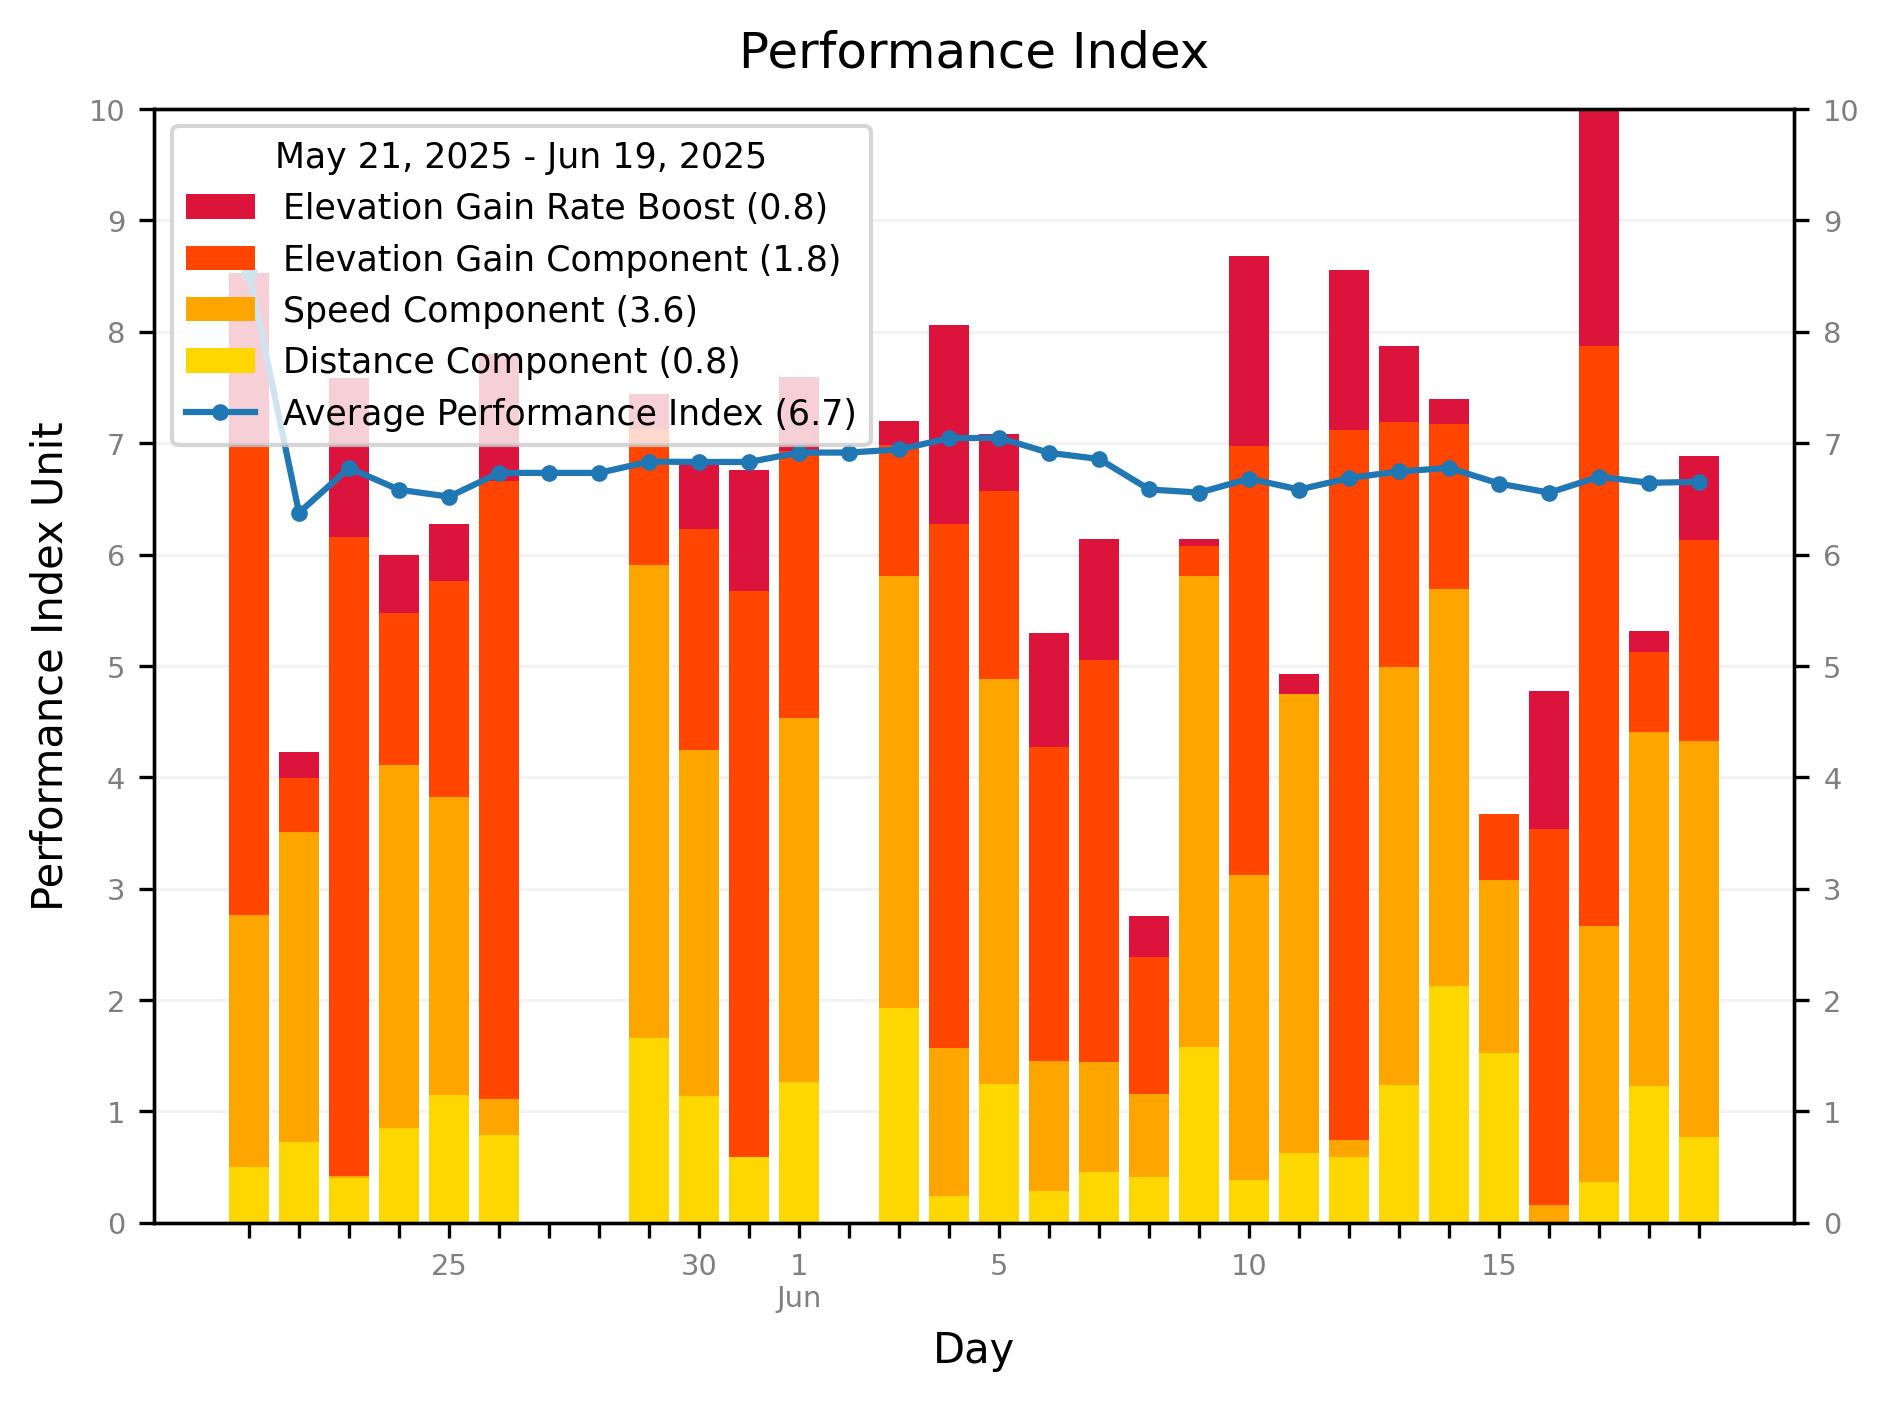 Performance Index
May 21, 2025 - Jun 19, 2025
Elevation Gain Rate Boost (0.8)
Elevation Gain Component (1.8)
Speed Component (3.6)
Distance Component (0.8)
Average Performance Index (6.7)
Performance Index Unit
10
9
8
7
6
5
4
3
2
1
0
10
9
8
7
6
5
4
3
2
1
0
25 30 1 5 10 15
Jun
Day